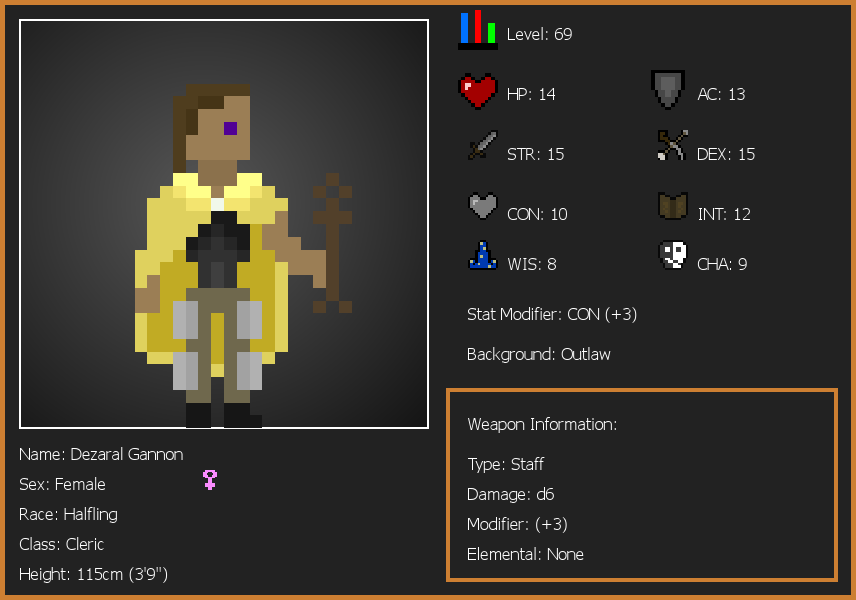 Level: 69
HP: 14
AC: 13
STR: 15
DEX: 15
CON: 10
INT: 12
WIS: 8
CHA: 9
Stat Modifier: CON (+3)
Background: Outlaw
Weapon Information:
Type: Staff
Damage: d6
Modifier: (+3)
Elemental: None
Name: Dezaral Gannon
Sex: Female
Race: Halfling
Class: Cleric
Height: 115cm (3'9")